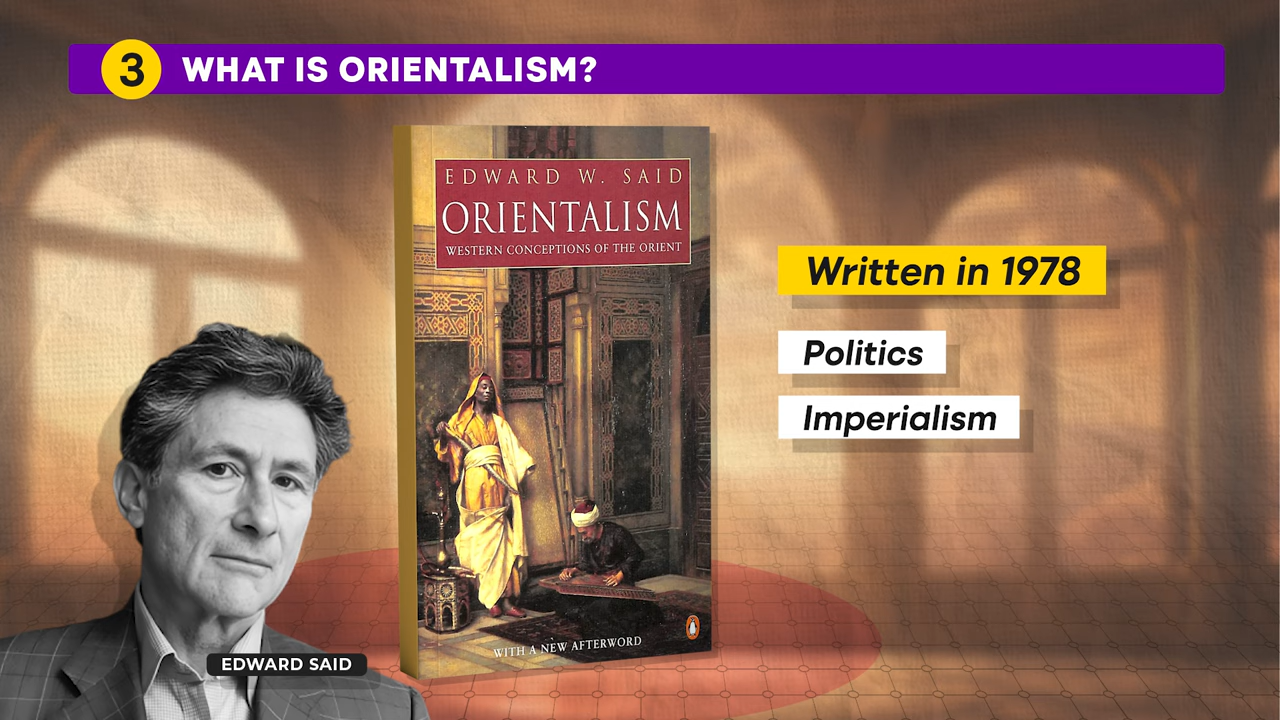 3
WHAT IS ORIENTALISM?
EDWARD W. SAID
ORIENTALISM
WESTERN CONCEPTIONS OF THE ORIENT
WITH A NEW AFTERWORD
Written in 1978
Politics
Imperialism
EDWARD SAID